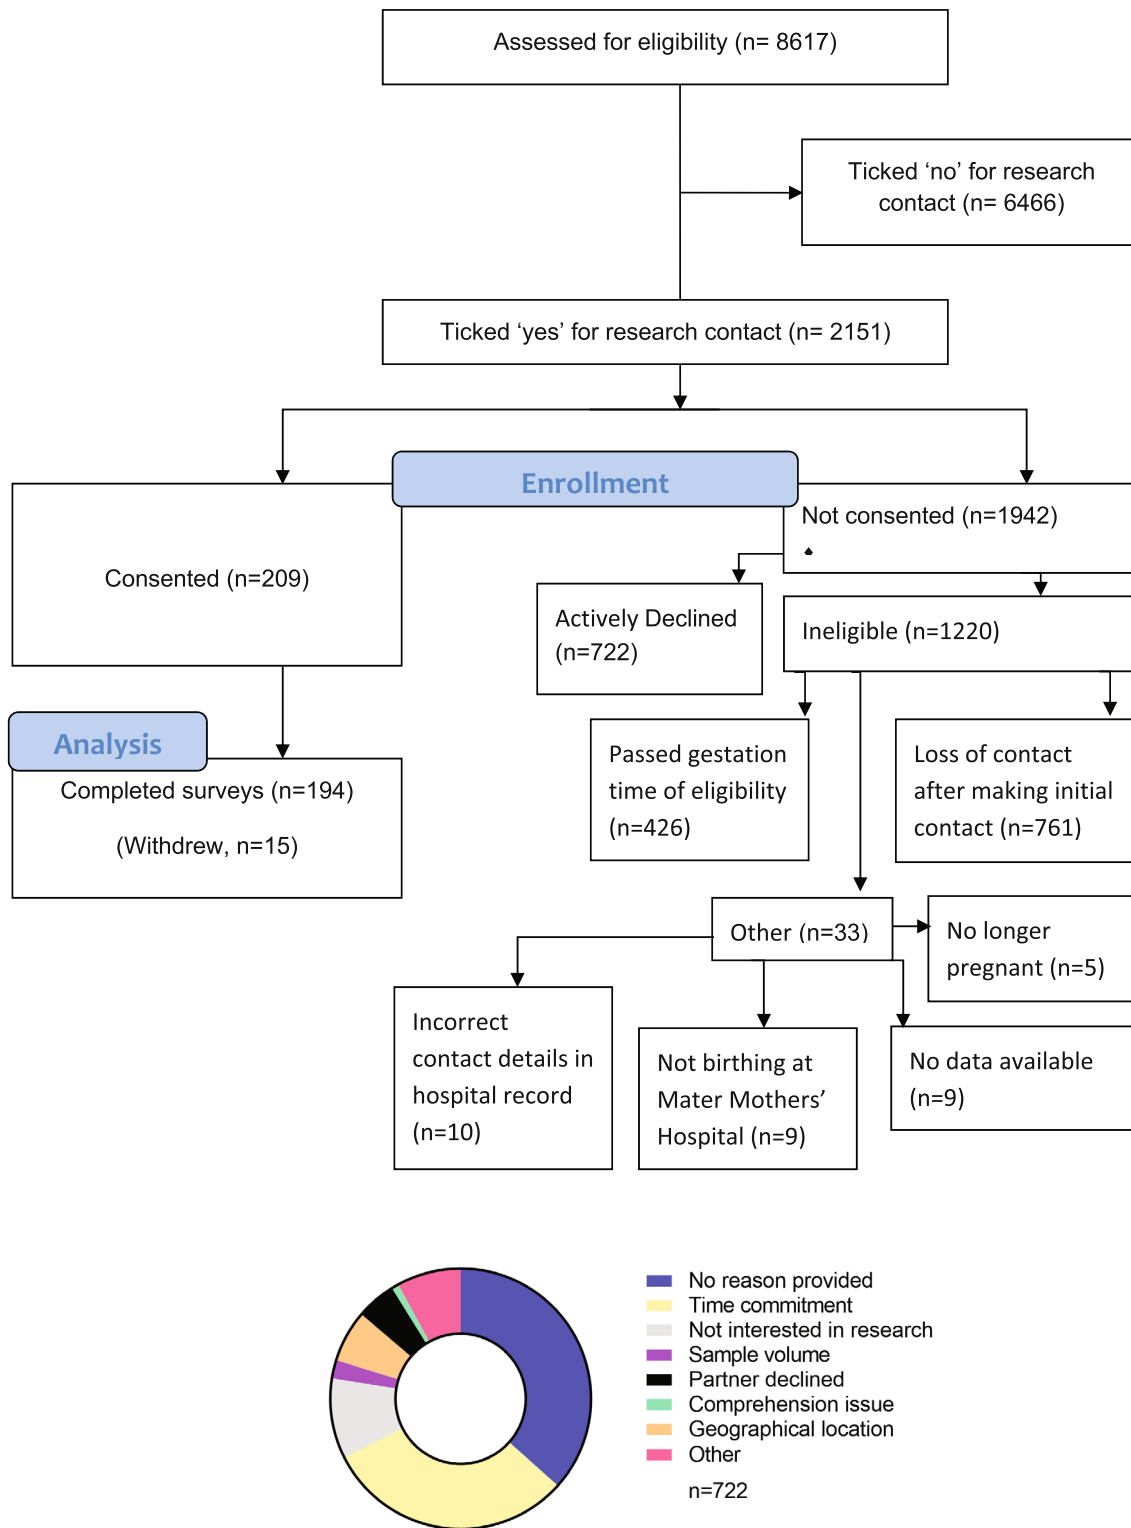 Assessed for eligibility (n= 8617)
Ticked ‘no’ for research
contact (n= 6466)
Ticked ‘yes’ for research contact (n= 2151)
Enrollment
Consented (n=209)
Not consented (n=1942)
Actively Declined
(n=722)
Ineligible (n=1220)
Analysis
Completed surveys (n=194)
(Withdrew, n=15)
Passed gestation
time of eligibility
(n=426)
Loss of contact
after making initial
contact (n=761)
Other (n=33)
No longer
pregnant (n=5)
Incorrect
contact details in
hospital record
(n=10)
Not birthing at
Mater Mothers’
Hospital (n=9)
No data available
(n=9)
No reason provided
Time commitment
Not interested in research
Sample volume
Partner declined
Comprehension issue
Geographical location
Other
n=722